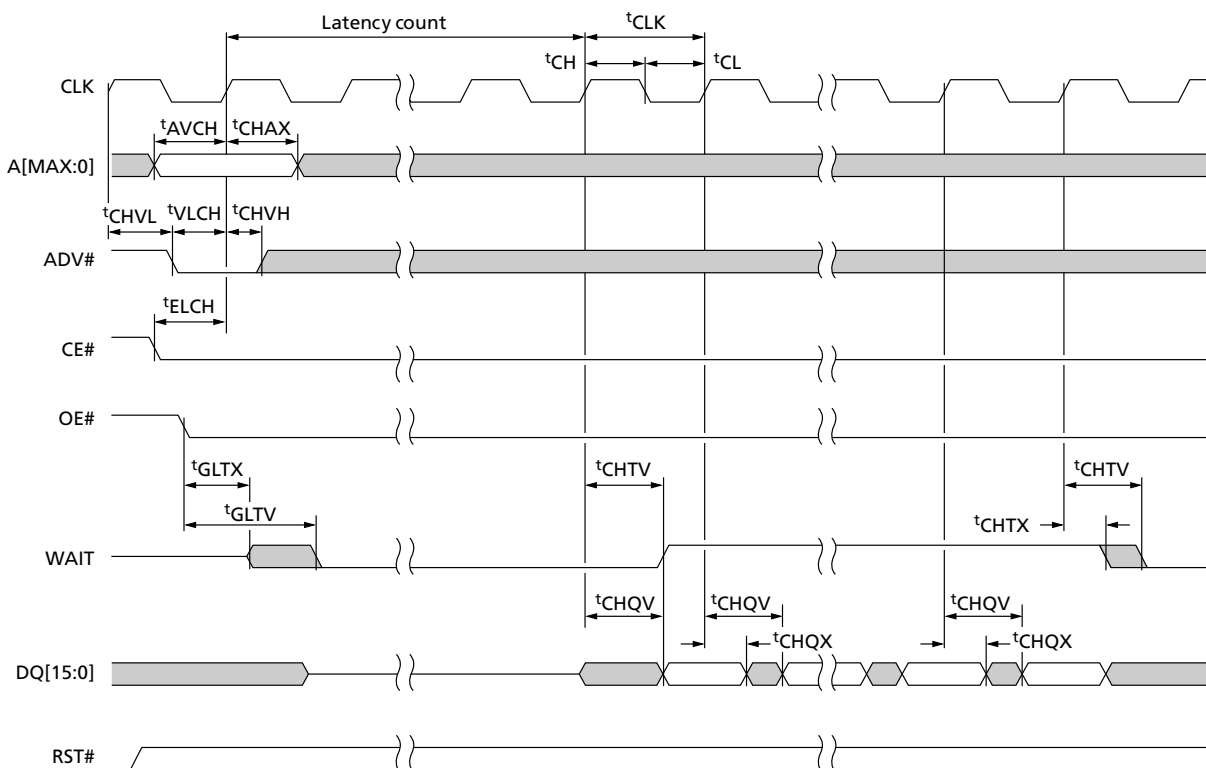 Latency count
tCLK
tCH
tCL
CLK
tAVCH
tCHAX
A[MAX:0]
tCHVL
tVLCH
tCHVH
ADV#
tELCH
CE#
OE#
tGLTX
tCHTV
tCHTV
tGLTV
tCHTX
WAIT
tCHQV
tCHQV
tCHQV
tCHQX
tCHQX
DQ[15:0]
RST#